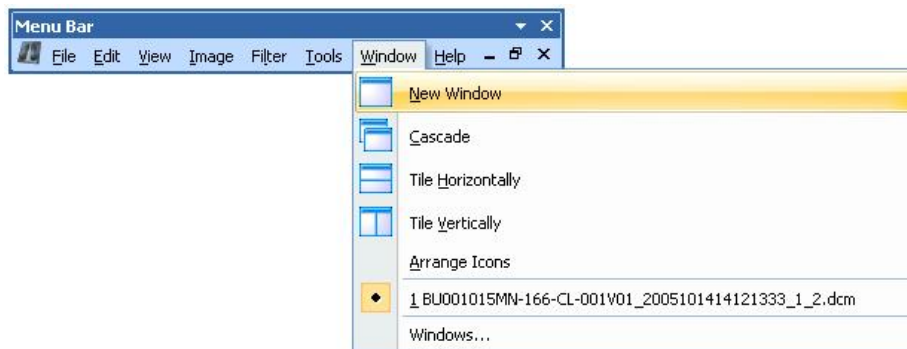 Menu Bar
File Edit View Image Filter Tools Window Help
New Window
Cascade
Tile Horizontally
Tile Vertically
Arrange Icons
1 BU001015MN-166-CL-001V01_2005101414121333_1_2.dcm
Windows...